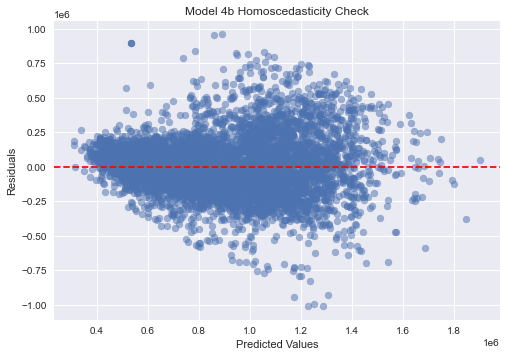 Model 4b Homoscedasticity Check
1e6
1.00
0.75
0.50
0.25
0.00
−0.25
−0.50
−0.75
−1.00
Residuals
0.4 0.6 0.8 1.0 1.2 1.4 1.6 1.8
1e6
Predicted Values